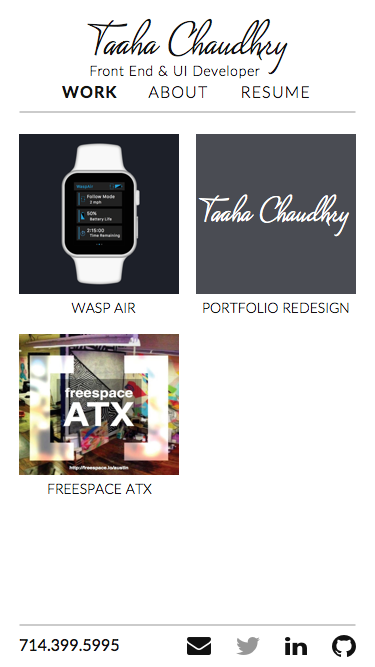 Taaha Chaudhry
Front End & UI Developer
WORK ABOUT RESUME
WaspAir
Follow Mode
2 mph
50%
Battery Life
2:15:00
Time Remaining
WASP AIR
Taaha Chaudhry
PORTFOLIO REDESIGN
freespace
ATX
http://freespace.io/austin
FREESPACE ATX
714.399.5995